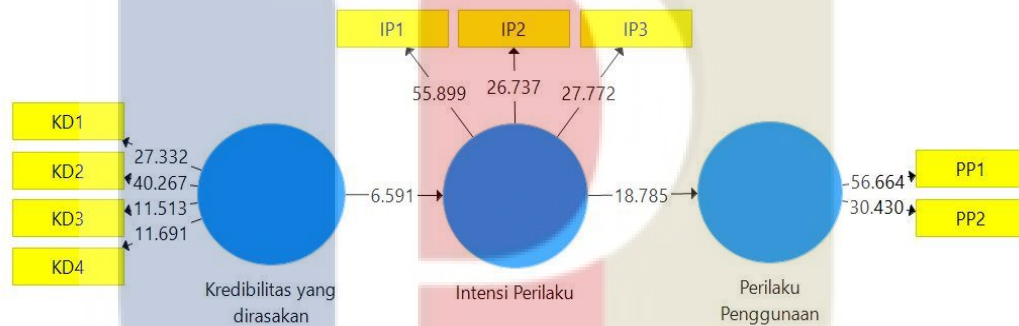 IP1
IP2
IP3
55.899
26.737
27.772
KD1
KD2
KD3
KD4
27.332
40.267
11.513
11.691
6.591
18.785
56.664
30.430
PP1
PP2
Kredibilitas yang
dirasakan
Intensi Perilaku
Perilaku
Penggunaan